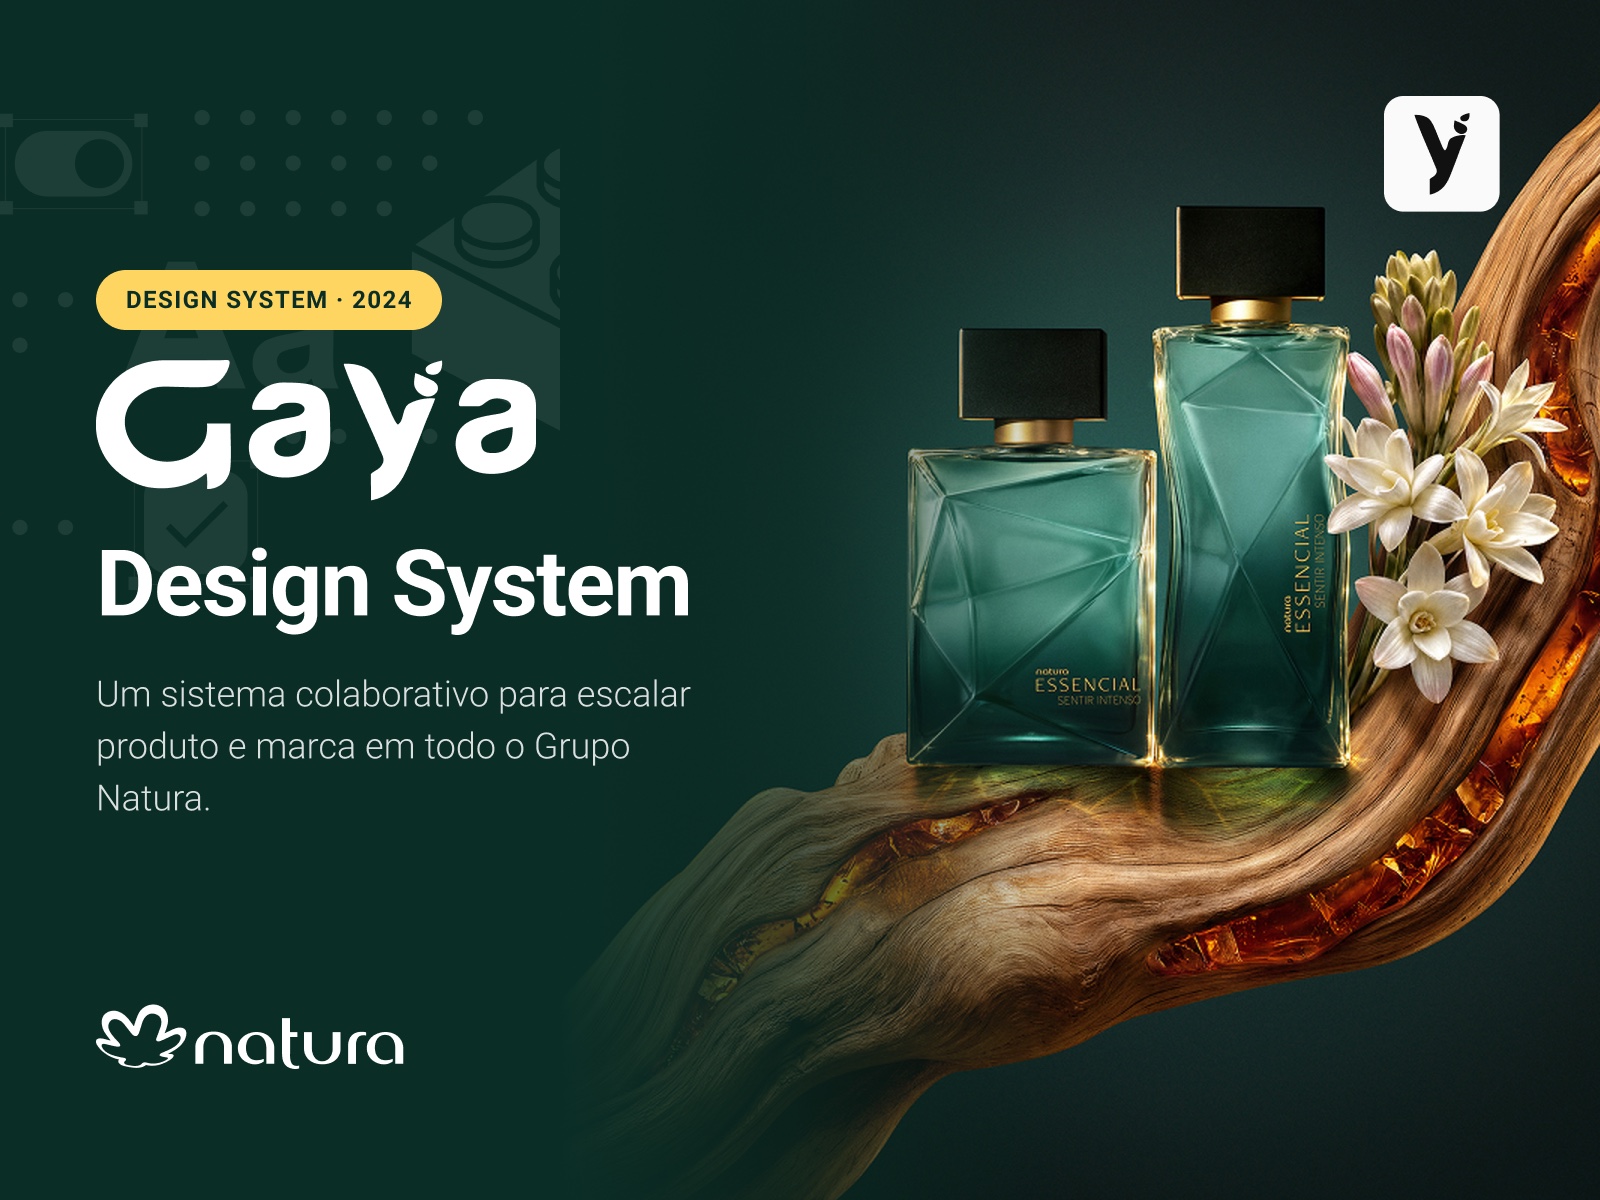 DESIGN SYSTEM · 2024
Aa
Gaya
Design System
Um sistema colaborativo para escalar
produto e marca em todo o Grupo
Natura.
natura
natura
ESSENCIAL
SENTIR INTENSO
natura
ESSENCIAL
SENTIR INTENSO
y